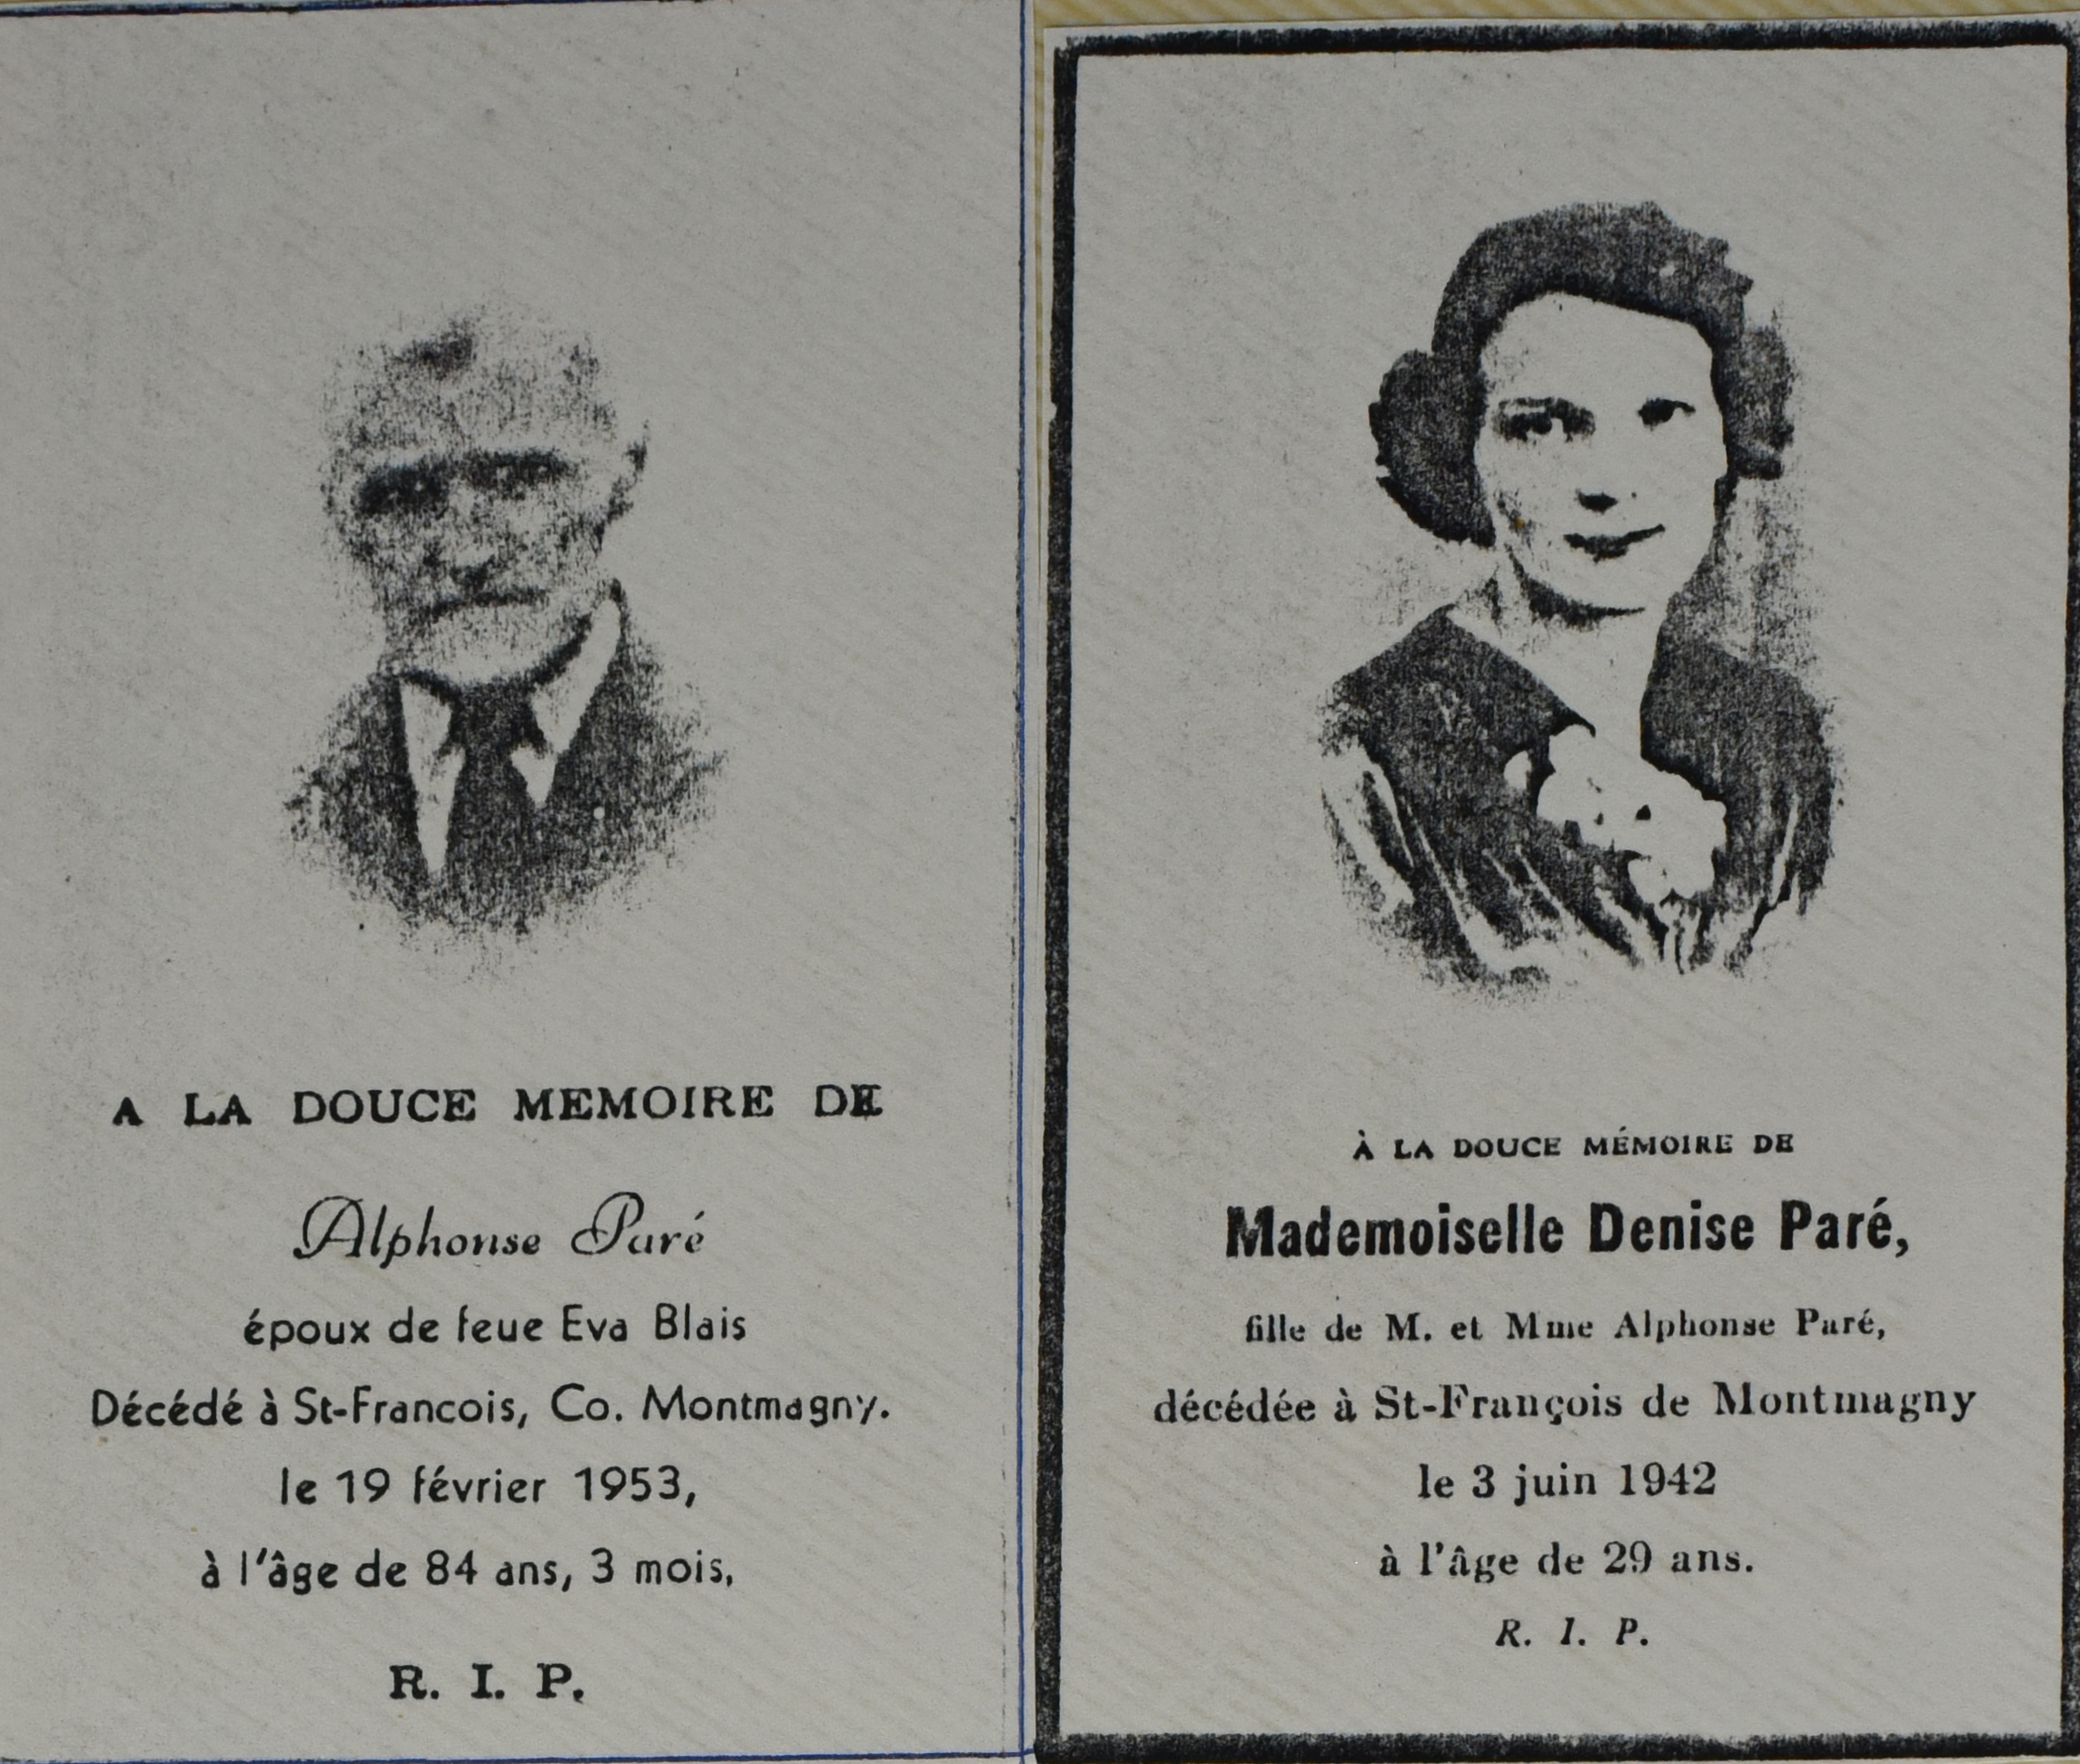 A LA DOUCE MEMOIRE DE
Alphonse Paré
époux de feue Eva Blais
Décédé à St-Francois, Co. Montmagny.
le 19 février 1953,
à l'âge de 84 ans, 3 mois,
R. I. P.
À LA DOUCE MÉMOIRE DE
Mademoiselle Denise Paré,
fille de M. et Mme Alphonse Paré,
décédée à St-François de Montmagny
le 3 juin 1942
à l'âge de 29 ans.
R. I. P.